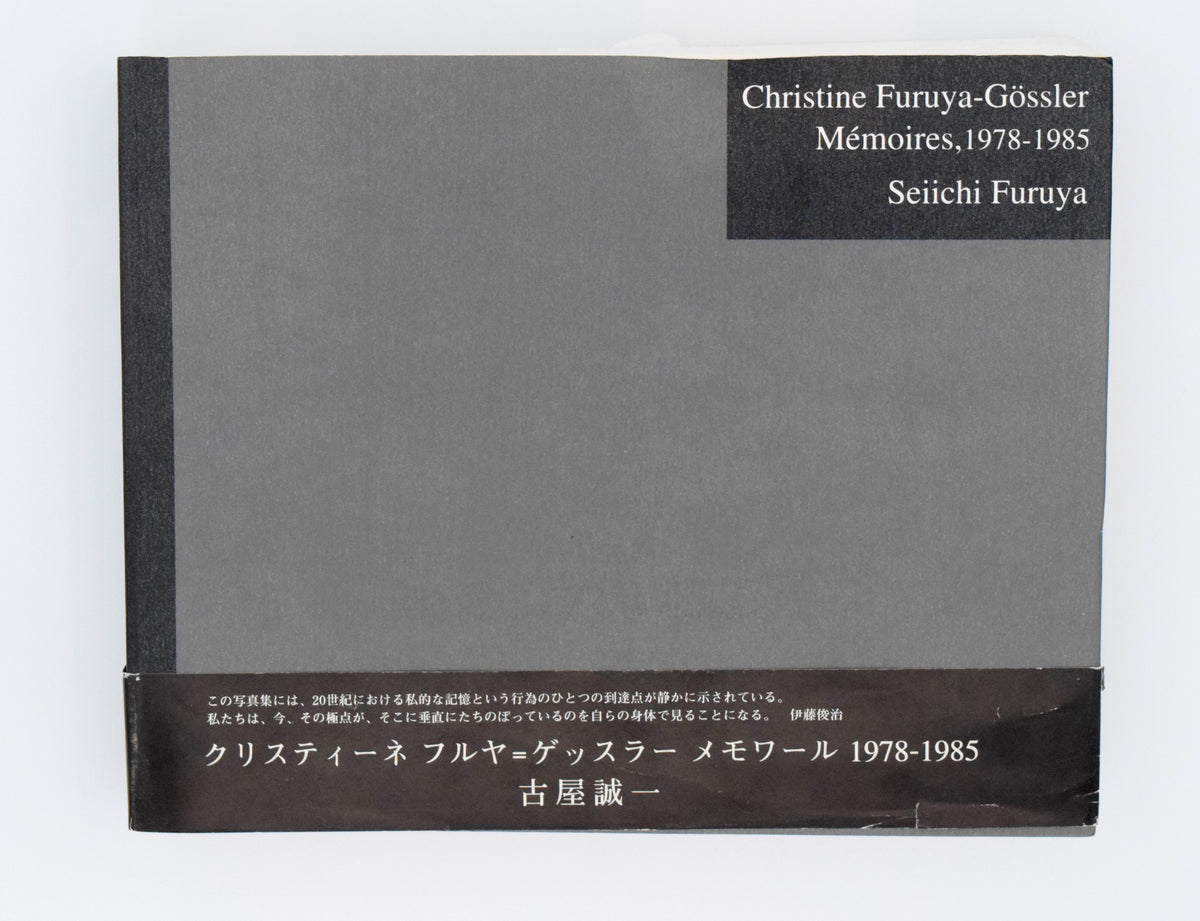 Christine Furuya-Gössler
Mémoires,1978-1985
Seiichi Furuya
この写真集には、20世紀における私的な記憶という行為のひとつの到達点が静かに示されている。
私たちは、今、その極点が、そこに垂直にたちのぼっているのを自らの身体で見ることになる。 伊藤俊治
クリスティーネ フルヤ=ゲッスラー メモワール 1978-1985
古屋誠一